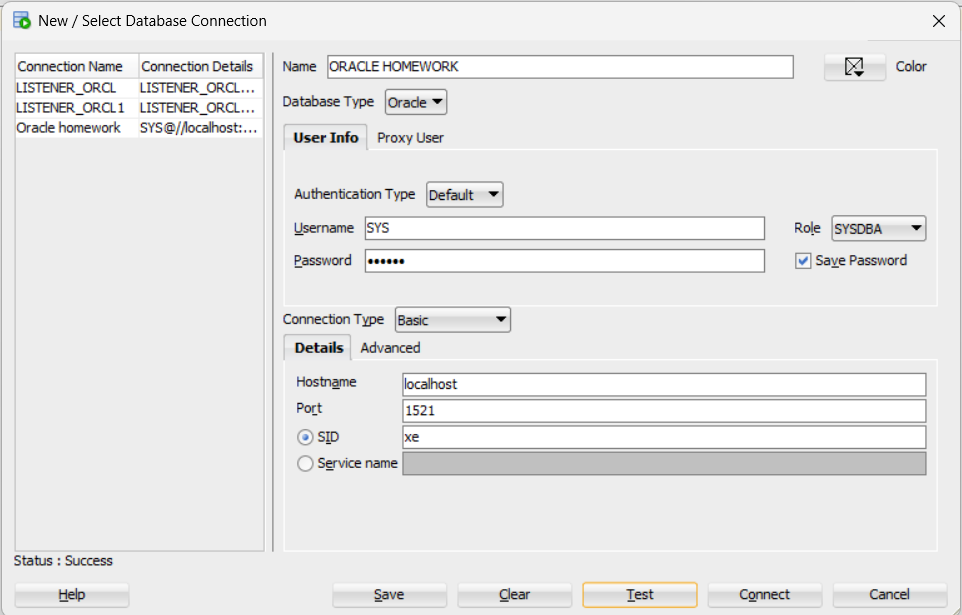 New / Select Database Connection
Connection Name Connection Details
LISTENER_ORCL LISTENER_ORCL...
LISTENER_ORCL1 LISTENER_ORCL...
Oracle homework SYS@//localhost:...
Name ORACLE HOMEWORK Color
Database Type Oracle
User Info Proxy User
Authentication Type Default
Username SYS Role SYSDBA
Password •••••• Save Password
Connection Type Basic
Details Advanced
Hostname localhost
Port 1521
SID xe
Service name
Status : Success
Help Save Clear Test Connect Cancel